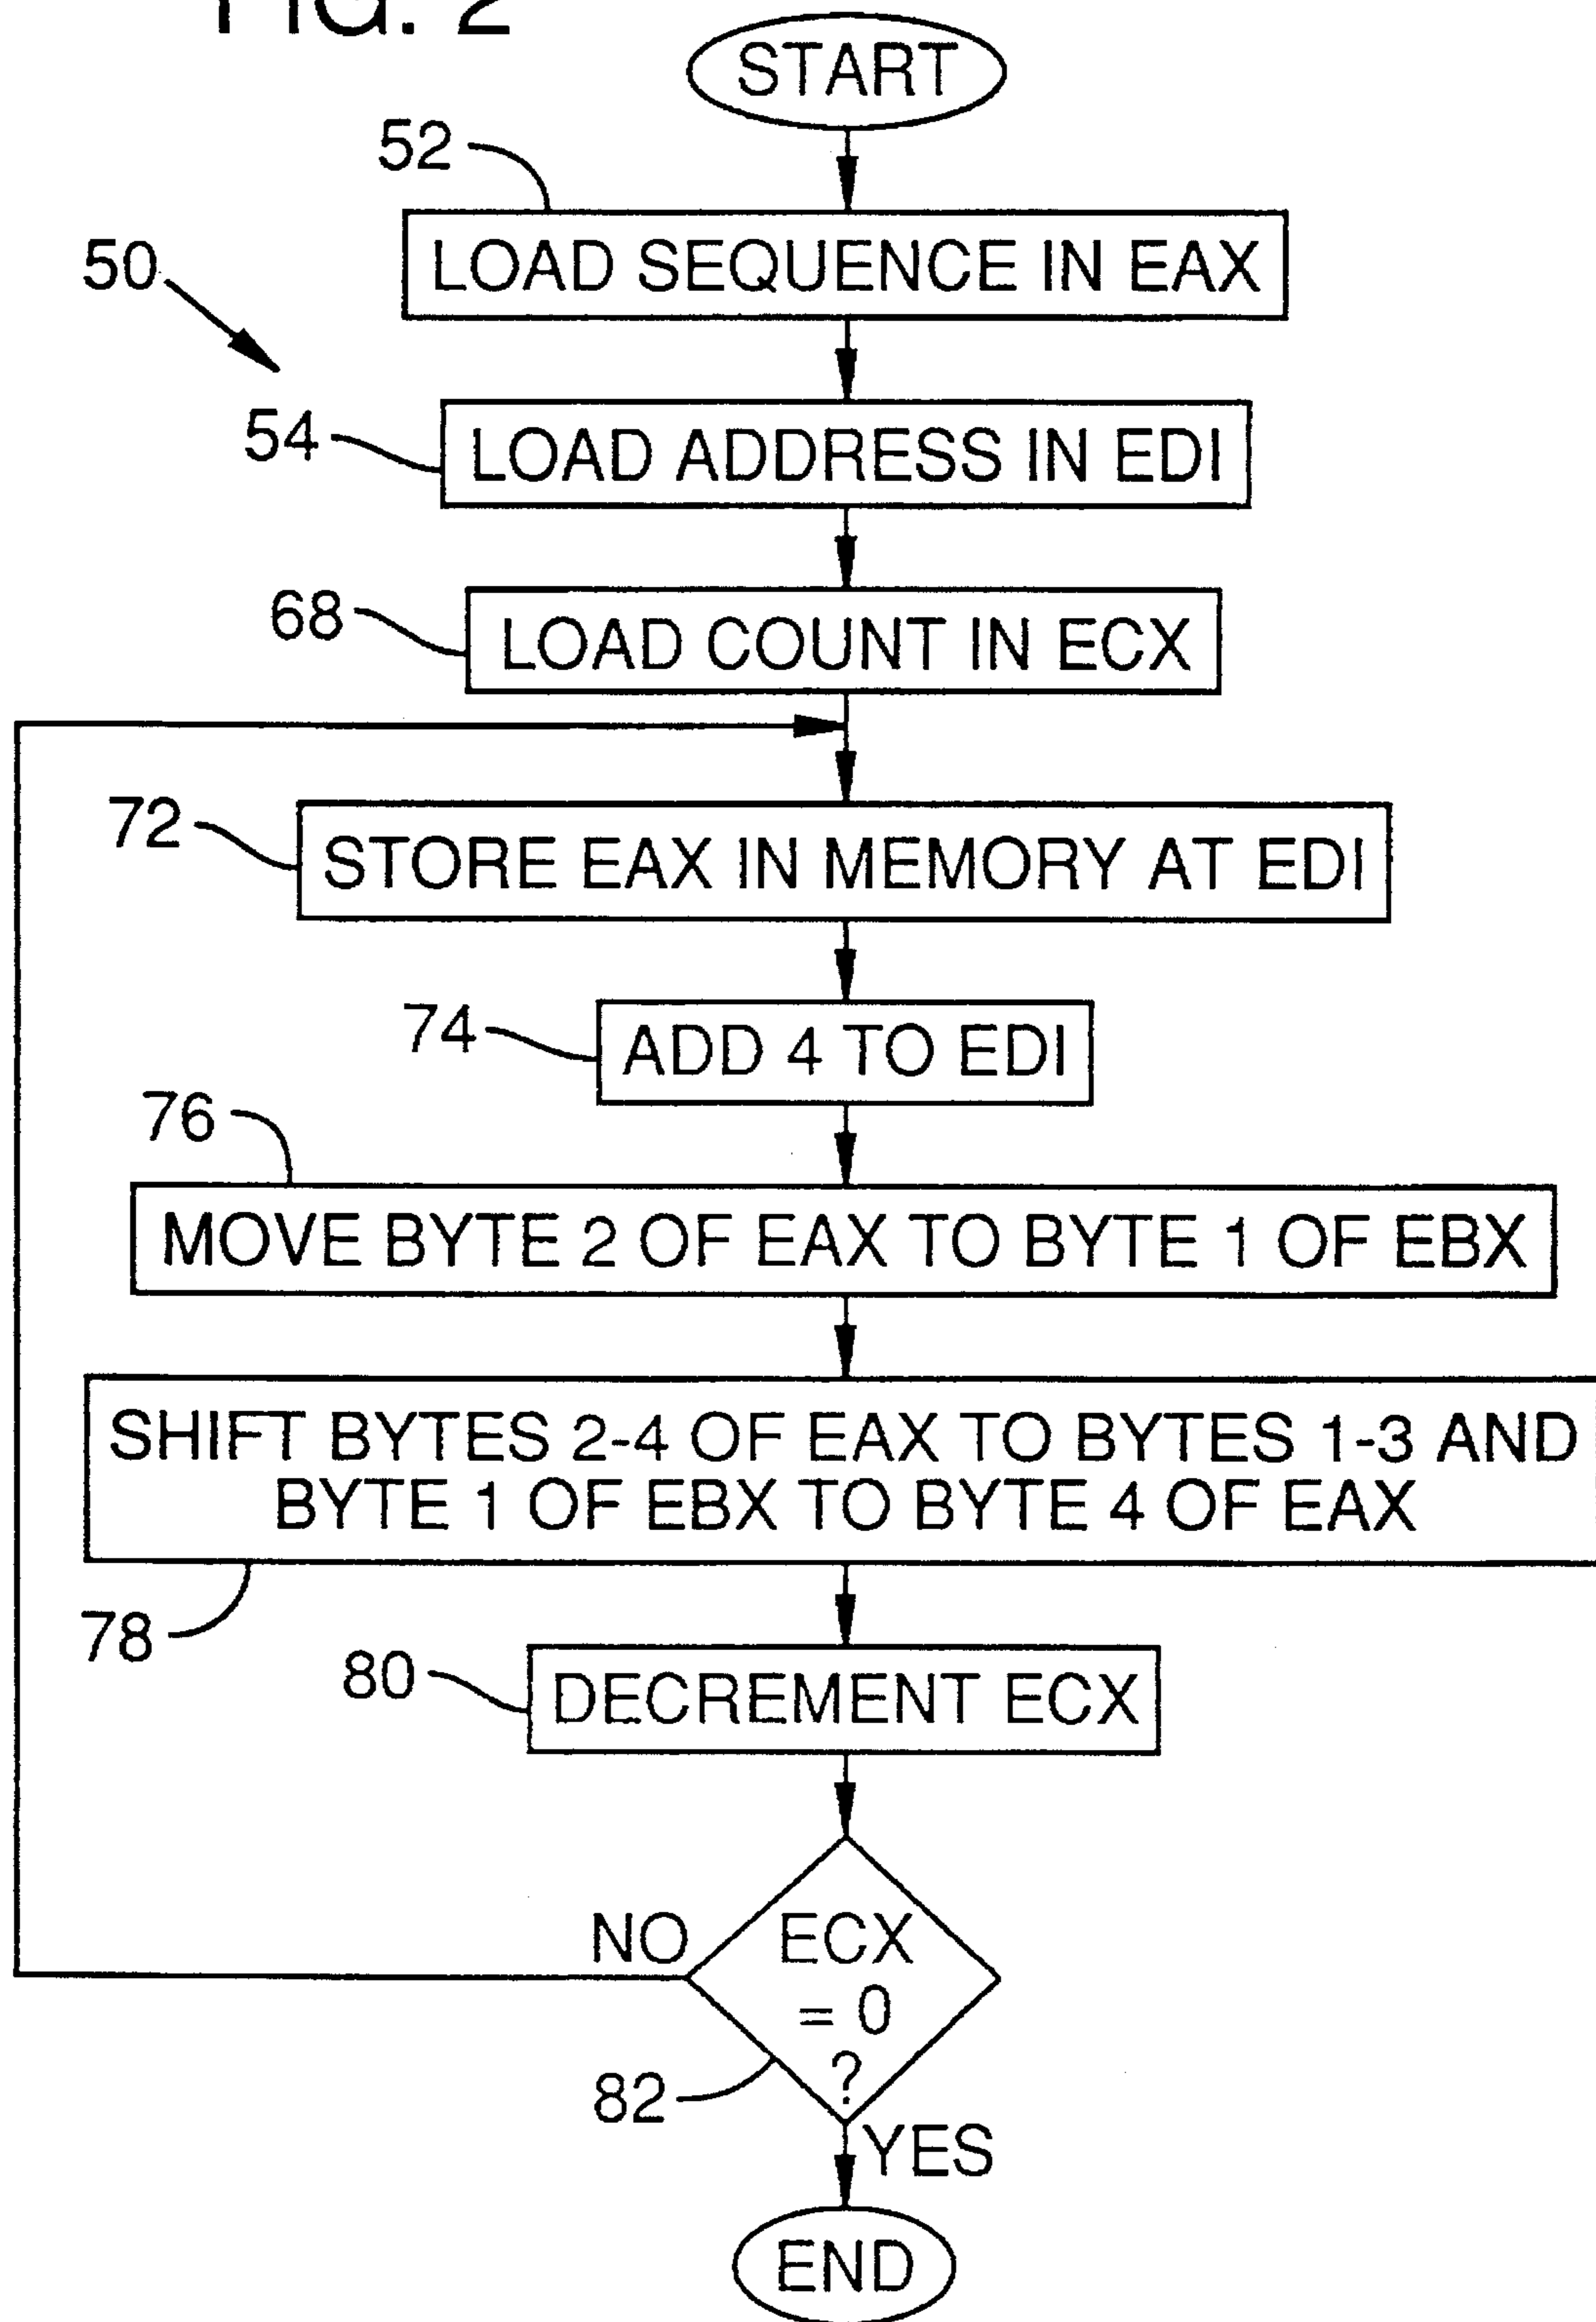 FIG. 2
START
52
LOAD SEQUENCE IN EAX
50
54
LOAD ADDRESS IN EDI
68
LOAD COUNT IN ECX
72
STORE EAX IN MEMORY AT EDI
74
ADD 4 TO EDI
76
MOVE BYTE 2 OF EAX TO BYTE 1 OF EBX
SHIFT BYTES 2-4 OF EAX TO BYTES 1-3 AND
BYTE 1 OF EBX TO BYTE 4 OF EAX
78
80
DECREMENT ECX
NO
ECX
= 0
?
82
YES
END